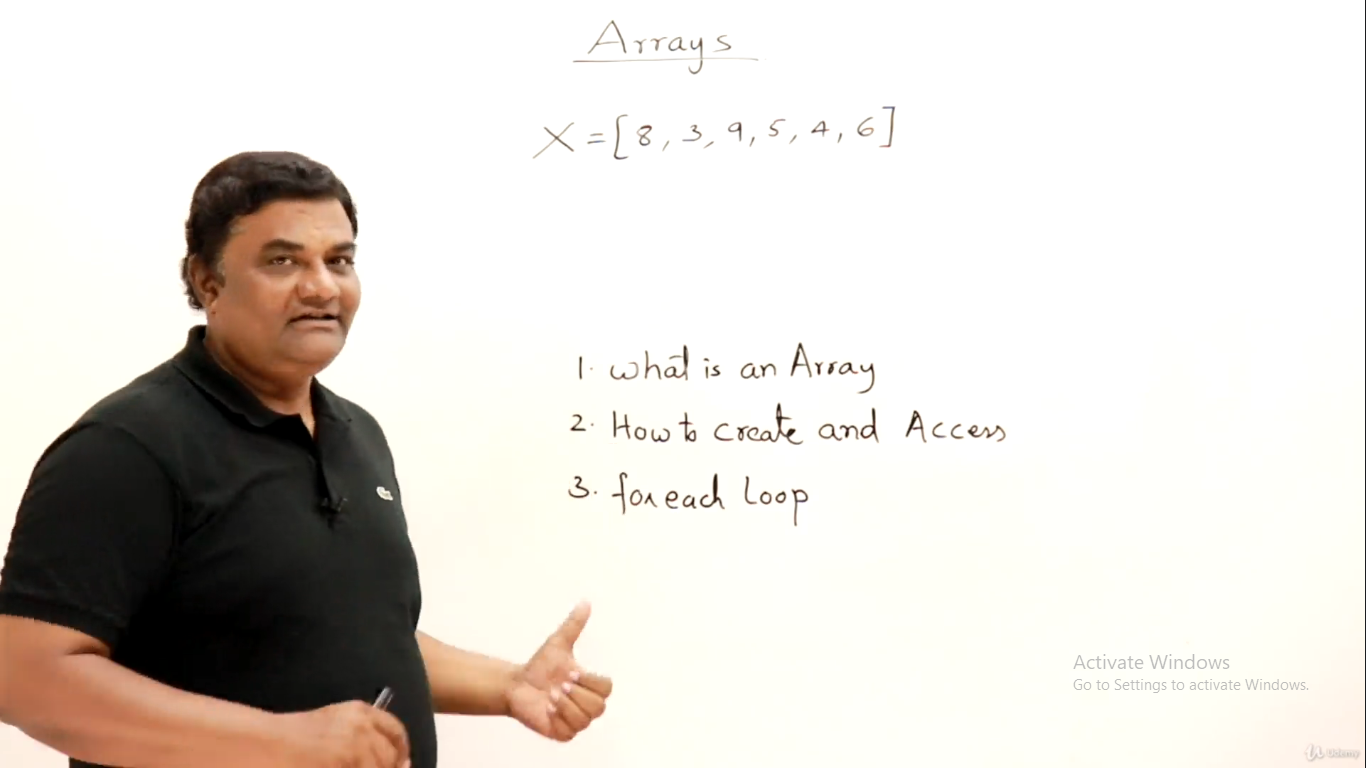 Arrays
X = [8, 3, 9, 5, 4, 6]
1. what is an Array
2. How to create and Access
3. foreach Loop
Activate Windows
Go to Settings to activate Windows.
Udemy